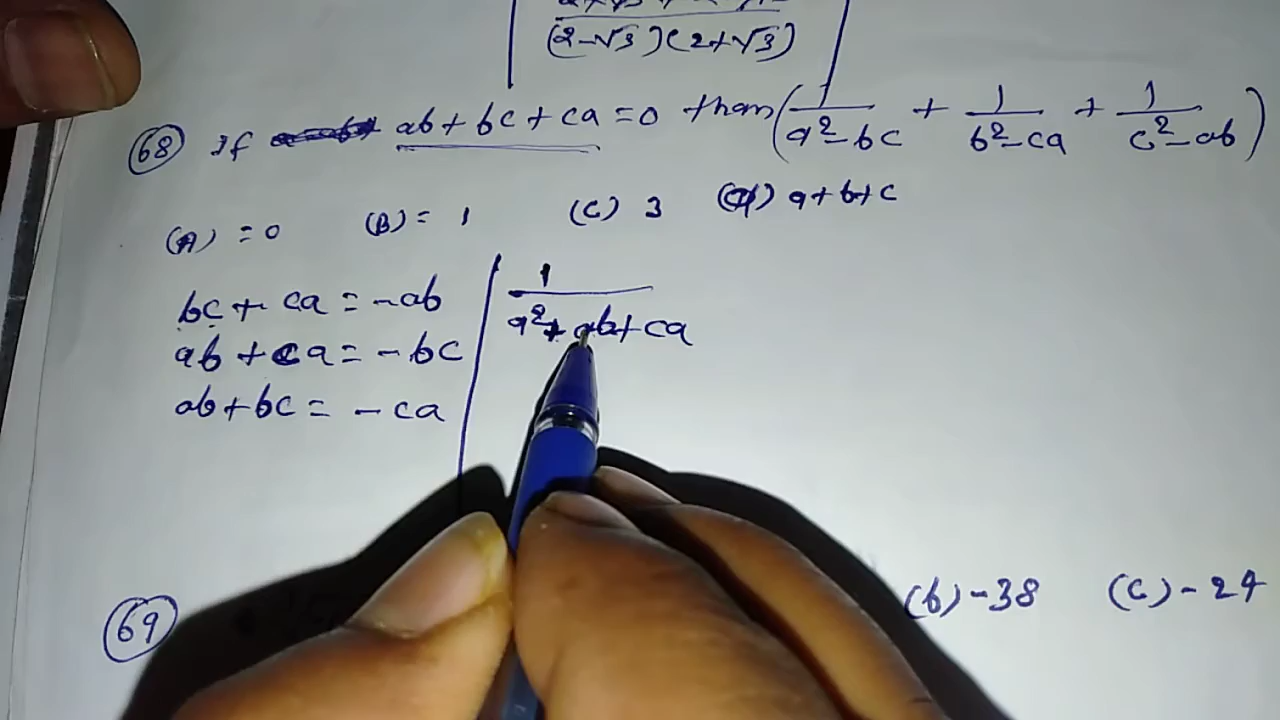 (2-√3)(2+√3)
(68) If ab+bc+ca=0 than (1/a²-bc + 1/b²-ca + 1/c²-ab)
(A) =0 (B)= 1 (C) 3 (d) a+b+c
bc+ca=-ab
ab+ca=-bc
ab+bc=-ca
1/a²+ab+ca
(69) (b)-38 (c)-24